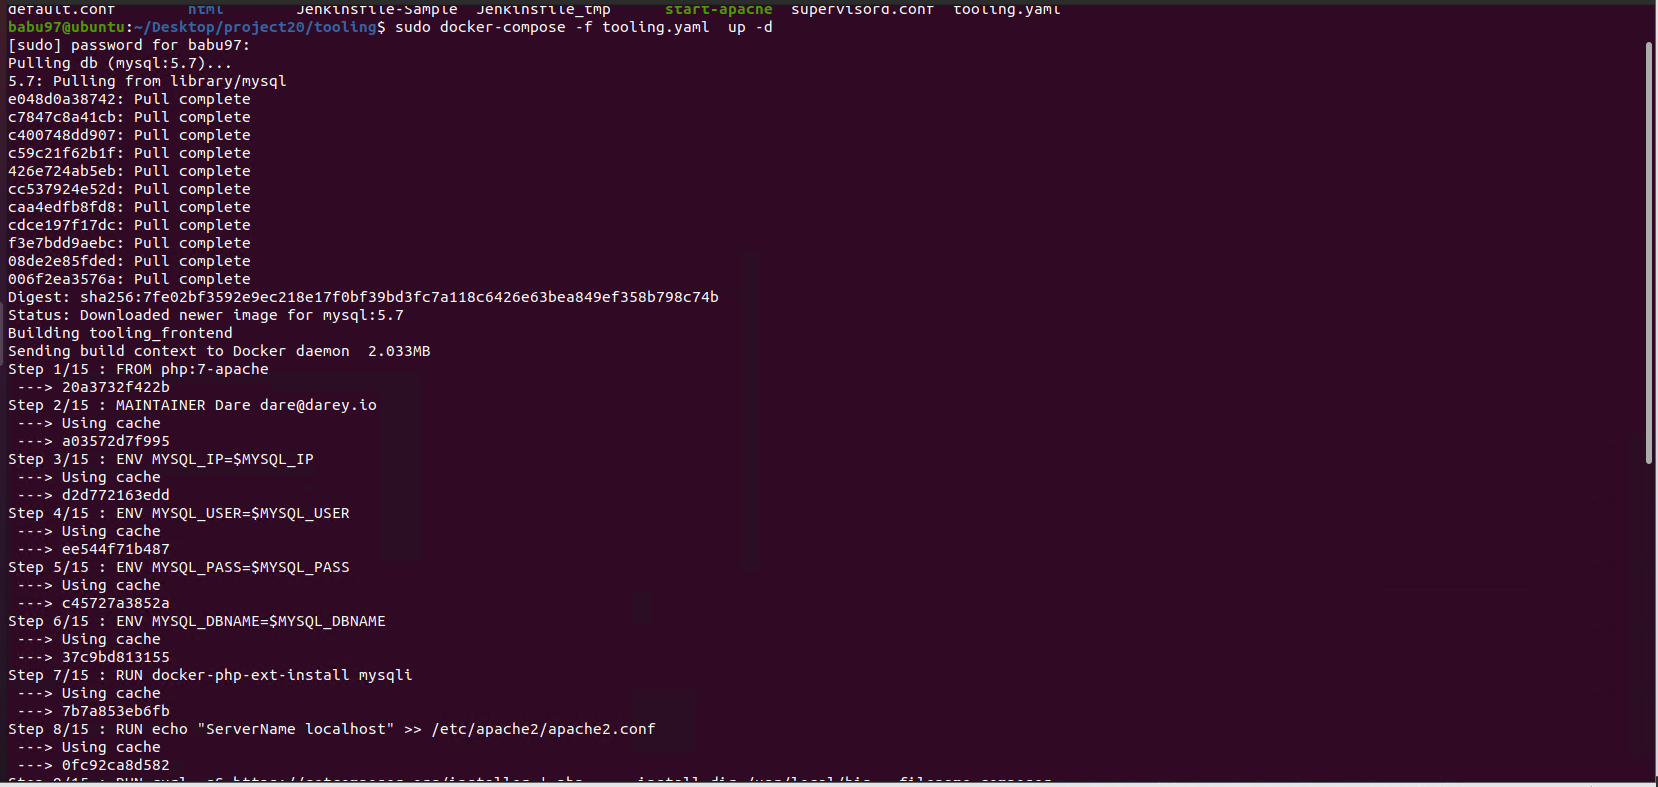 default.conf html Jenkinsfile-Sample Jenkinsfile_tmp start-apache supervisord.conf tooling.yaml
babu97@ubuntu:~/Desktop/project20/tooling$ sudo docker-compose -f tooling.yaml  up -d
[sudo] password for babu97:
Pulling db (mysql:5.7)...
5.7: Pulling from library/mysql
e048d0a38742: Pull complete
c7847c8a41cb: Pull complete
c400748dd907: Pull complete
c59c21f62b1f: Pull complete
426e724ab5eb: Pull complete
cc537924e52d: Pull complete
caa4edfb8fd8: Pull complete
cdce197f17dc: Pull complete
f3e7bdd9aebc: Pull complete
08de2e85fded: Pull complete
006f2ea3576a: Pull complete
Digest: sha256:7fe02bf3592e9ec218e17f0bf39bd3fc7a118c6426e63bea849ef358b798c74b
Status: Downloaded newer image for mysql:5.7
Building tooling_frontend
Sending build context to Docker daemon  2.033MB
Step 1/15 : FROM php:7-apache
 ---> 20a3732f422b
Step 2/15 : MAINTAINER Dare dare@darey.io
 ---> Using cache
 ---> a03572d7f995
Step 3/15 : ENV MYSQL_IP=$MYSQL_IP
 ---> Using cache
 ---> d2d772163edd
Step 4/15 : ENV MYSQL_USER=$MYSQL_USER
 ---> Using cache
 ---> ee544f71b487
Step 5/15 : ENV MYSQL_PASS=$MYSQL_PASS
 ---> Using cache
 ---> c45727a3852a
Step 6/15 : ENV MYSQL_DBNAME=$MYSQL_DBNAME
 ---> Using cache
 ---> 37c9bd813155
Step 7/15 : RUN docker-php-ext-install mysqli
 ---> Using cache
 ---> 7b7a853eb6fb
Step 8/15 : RUN echo "ServerName localhost" >> /etc/apache2/apache2.conf
 ---> Using cache
 ---> 0fc92ca8d582